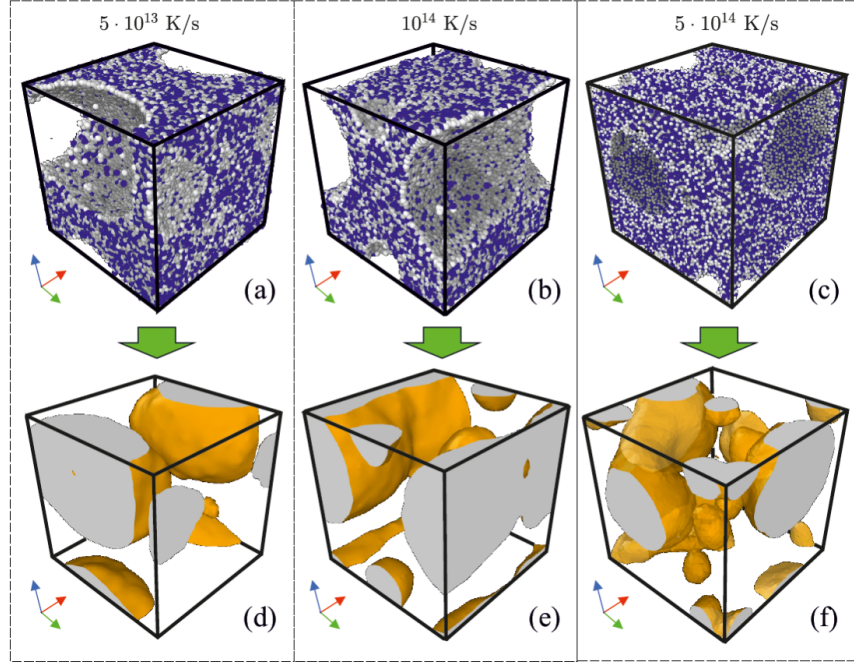 5 · 10¹³ K/s
10¹⁴ K/s
5 · 10¹⁴ K/s
(a)
(b)
(c)
(d)
(e)
(f)